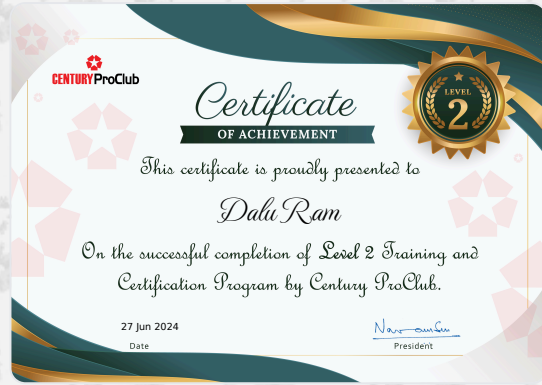 CENTURY ProClub
LEVEL
2
Certificate
OF ACHIEVEMENT
This certificate is proudly presented to
Dalu Ram
On the successful completion of Level 2 Training and
Certification Program by Century ProClub.
27 Jun 2024
Date
President